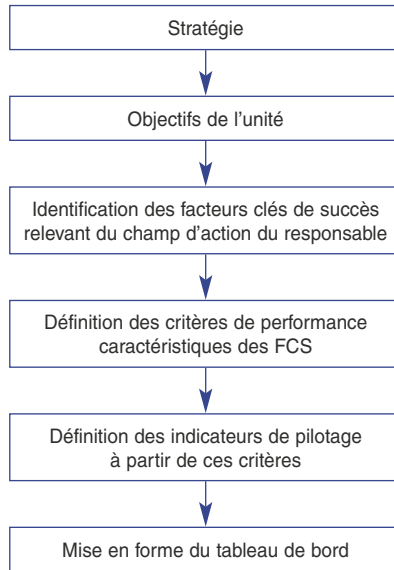 Stratégie
Objectifs de l'unité
Identification des facteurs clés de succès
relevant du champ d'action du responsable
Définition des critères de performance
caractéristiques des FCS
Définition des indicateurs de pilotage
à partir de ces critères
Mise en forme du tableau de bord